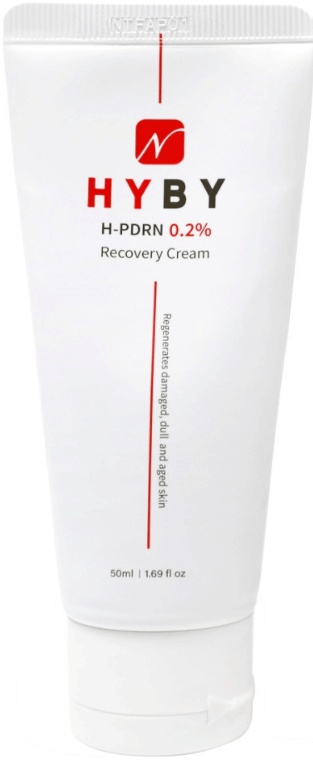 N
HYBY
H-PDRN 0.2%
Recovery Cream
Regenerates damaged, dull and aged skin
50ml | 1.69 fl oz